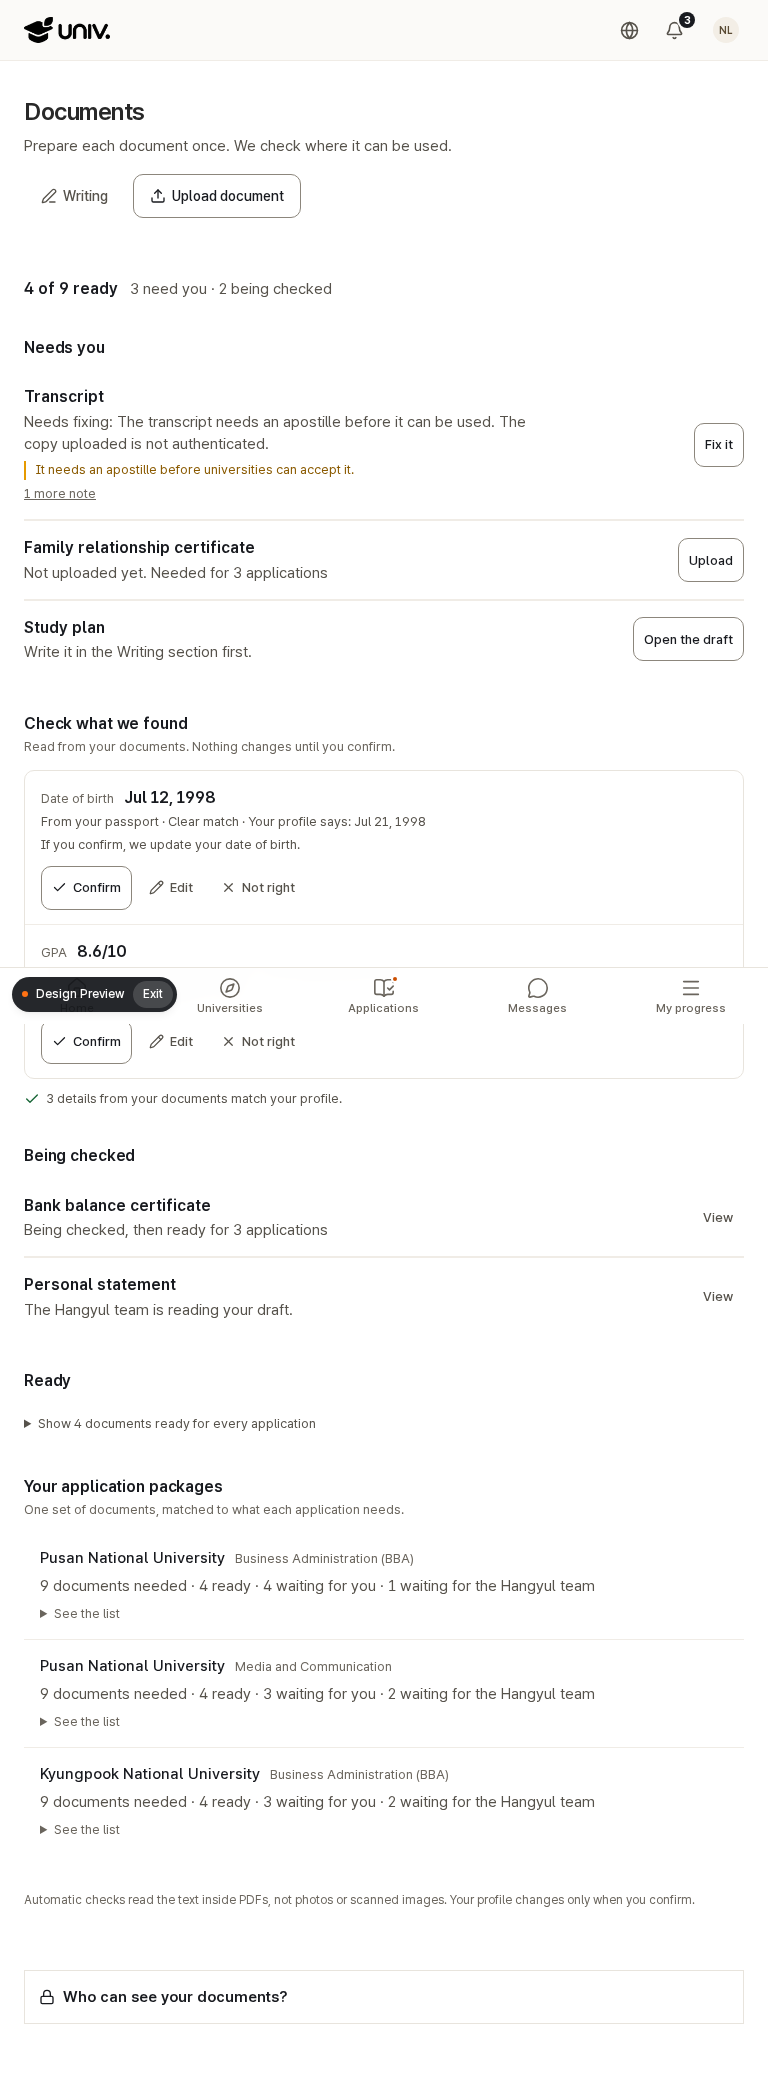 UNIV.
3
NL
Documents
Prepare each document once. We check where it can be used.
Writing
Upload document
4 of 9 ready 3 need you · 2 being checked
Needs you
Transcript
Needs fixing: The transcript needs an apostille before it can be used. The
copy uploaded is not authenticated.
It needs an apostille before universities can accept it.
1 more note
Fix it
Family relationship certificate
Not uploaded yet. Needed for 3 applications
Upload
Study plan
Write it in the Writing section first.
Open the draft
Check what we found
Read from your documents. Nothing changes until you confirm.
Date of birth Jul 12, 1998
From your passport · Clear match · Your profile says: Jul 21, 1998
If you confirm, we update your date of birth.
Confirm Edit Not right
GPA 8.6/10
Design Preview Exit
Universities
Applications
Messages
My progress
Confirm Edit Not right
3 details from your documents match your profile.
Being checked
Bank balance certificate
Being checked, then ready for 3 applications
View
Personal statement
The Hangyul team is reading your draft.
View
Ready
Show 4 documents ready for every application
Your application packages
One set of documents, matched to what each application needs.
Pusan National University Business Administration (BBA)
9 documents needed · 4 ready · 4 waiting for you · 1 waiting for the Hangyul team
See the list
Pusan National University Media and Communication
9 documents needed · 4 ready · 3 waiting for you · 2 waiting for the Hangyul team
See the list
Kyungpook National University Business Administration (BBA)
9 documents needed · 4 ready · 3 waiting for you · 2 waiting for the Hangyul team
See the list
Automatic checks read the text inside PDFs, not photos or scanned images. Your profile changes only when you confirm.
Who can see your documents?